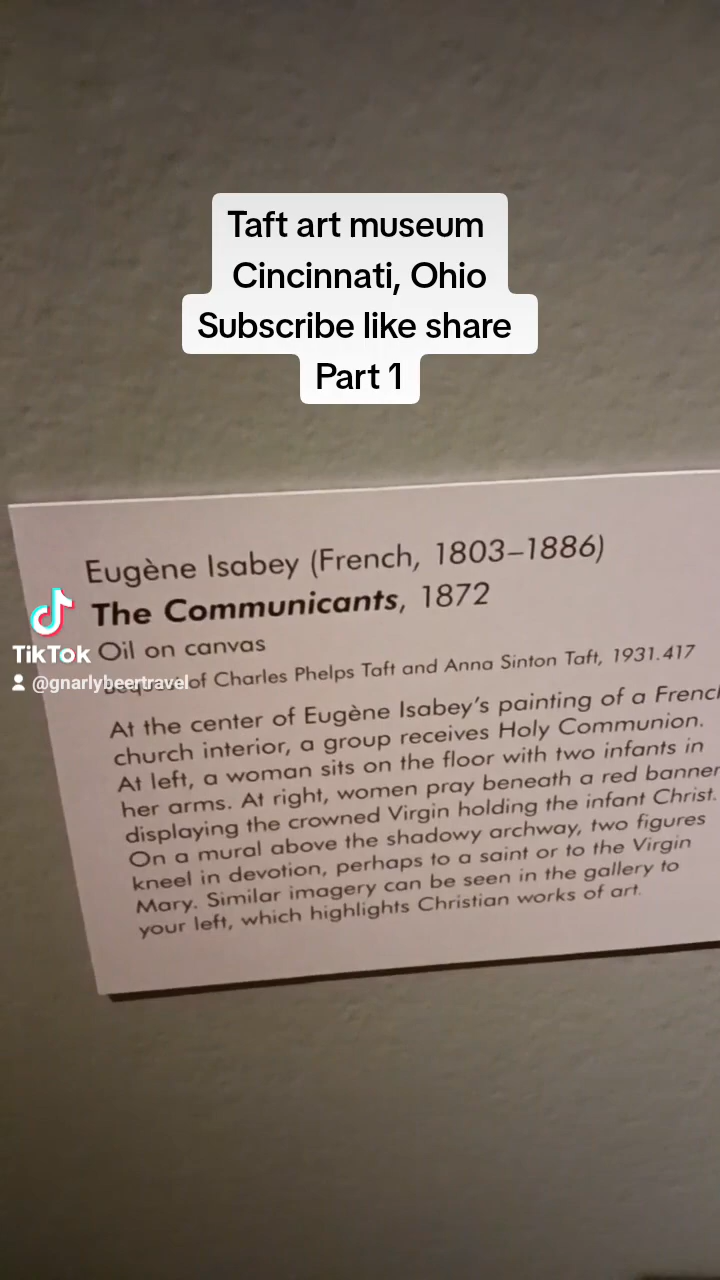 Taft art museum
Cincinnati, Ohio
Subscribe like share
Part 1
Eugène Isabey (French, 1803–1886)
The Communicants, 1872
Oil on canvas
of Charles Phelps Taft and Anna Sinton Taft, 1931.417
TikTok
@gnarlybeertravel
At the center of Eugène Isabey's painting of a French
church interior, a group receives Holy Communion.
At left, a woman sits on the floor with two infants in
her arms. At right, women pray beneath a red banner
displaying the crowned Virgin holding the infant Christ.
On a mural above the shadowy archway, two figures
kneel in devotion, perhaps to a saint or to the Virgin
Mary. Similar imagery can be seen in the gallery to
your left, which highlights Christian works of art.